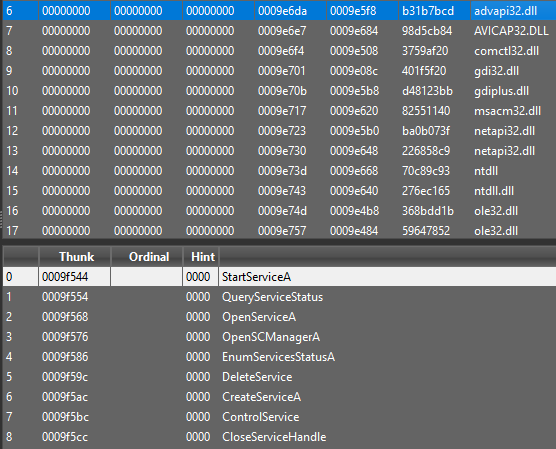 6 00000000 00000000 00000000 0009e6da 0009e5f8 b31b7bcd advapi32.dll
7 00000000 00000000 00000000 0009e6e7 0009e684 98d5cb84 AVICAP32.DLL
8 00000000 00000000 00000000 0009e6f4 0009e508 3759af20 comctl32.dll
9 00000000 00000000 00000000 0009e701 0009e08c 401f5f20 gdi32.dll
10 00000000 00000000 00000000 0009e70b 0009e5b8 d48123bb gdiplus.dll
11 00000000 00000000 00000000 0009e717 0009e620 82551140 msacm32.dll
12 00000000 00000000 00000000 0009e723 0009e5b0 ba0b073f netapi32.dll
13 00000000 00000000 00000000 0009e730 0009e648 226858c9 netapi32.dll
14 00000000 00000000 00000000 0009e73d 0009e668 70c89c93 ntdll
15 00000000 00000000 00000000 0009e743 0009e640 276ec165 ntdll.dll
16 00000000 00000000 00000000 0009e74d 0009e4b8 368bdd1b ole32.dll
17 00000000 00000000 00000000 0009e757 0009e484 59647852 ole32.dll
Thunk Ordinal Hint
0 0009f544 0000 StartServiceA
1 0009f554 0000 QueryServiceStatus
2 0009f568 0000 OpenServiceA
3 0009f576 0000 OpenSCManagerA
4 0009f586 0000 EnumServicesStatusA
5 0009f59c 0000 DeleteService
6 0009f5ac 0000 CreateServiceA
7 0009f5bc 0000 ControlService
8 0009f5cc 0000 CloseServiceHandle